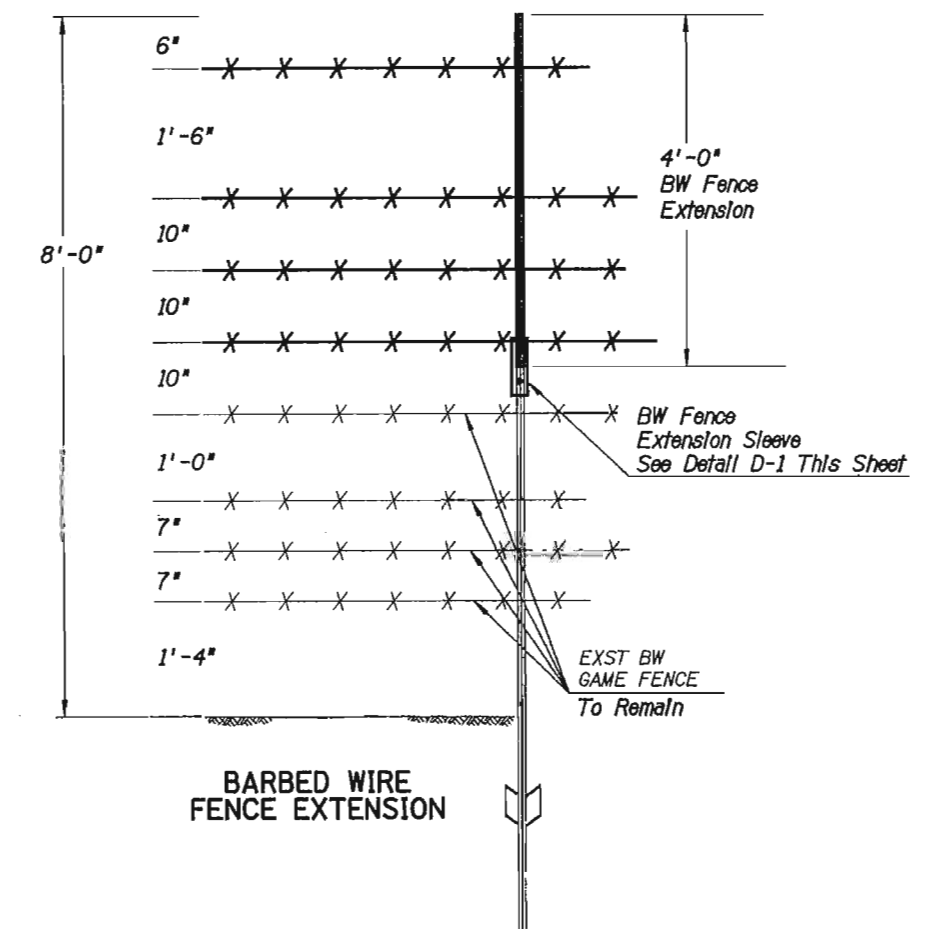 6"
1'-6"
4'-0"
BW Fence
Extension
8'-0"
10"
10"
10"
BW Fence
Extension Sleeve
See Detail D-1 This Sheet
1'-0"
7"
7"
1'-4"
EXST BW
GAME FENCE
To Remain
BARBED WIRE
FENCE EXTENSION